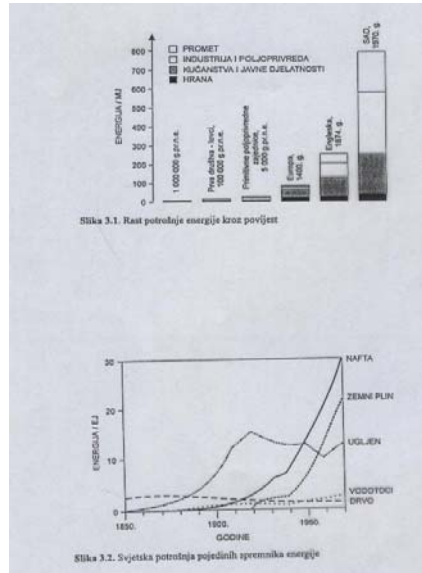 PROMET
INDUSTRIJA I POLJOPRIVREDA
KUĆANSTVA I JAVNE DJELATNOSTI
HRANA
ENERGIJA / MJ
800
700
600
500
400
300
200
100
0
1 000 000 g.pr.n.e.
Prva društva - lovci,
100 000 g.pr.n.e.
Primitivne poljoprivredne
zajednice,
5 000 g.pr.n.e.
Europa,
1400. g.
Engleska,
1874. g.
SAD,
1970. g.
Slika 3.1. Rast potrošnje energije kroz povijest
ENERGIJA / EJ
30
20
10
0
1850.
1900.
1950.
GODINE
NAFTA
ZEMNI PLIN
UGLJEN
VODOTOCI
DRVO
Slika 3.2. Svjetska potrošnja pojedinih spremnika energije